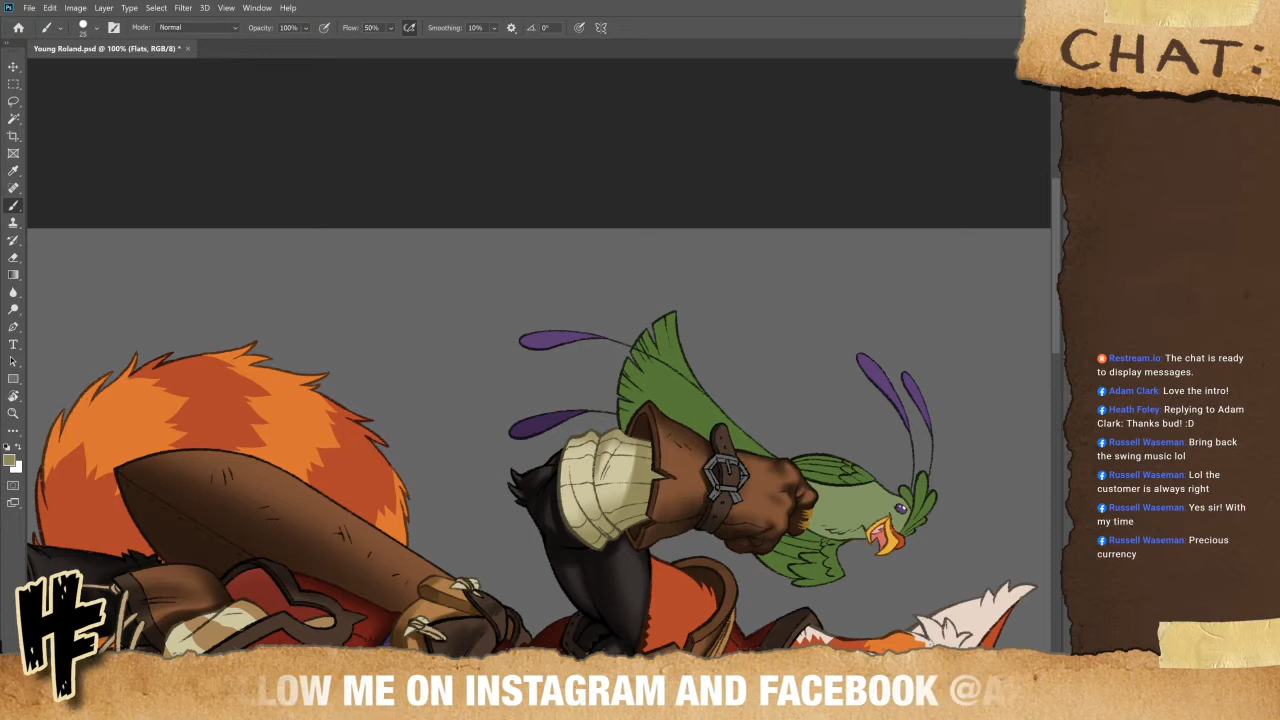 File Edit Image Layer Type Select Filter 3D View Window Help
25 Mode: Normal Opacity: 100% Flow: 50% Smoothing: 10% 0°
Young Roland.psd @ 100% (Flats, RGB/8) *
CHAT:
Restream.io: The chat is ready
to display messages.
Adam Clark: Love the intro!
Heath Foley: Replying to Adam
Clark: Thanks bud! :D
Russell Waseman: Bring back
the swing music lol
Russell Waseman: Lol the
customer is always right
Russell Waseman: Yes sir! With
my time
Russell Waseman: Precious
currency
HF
LOW ME ON INSTAGRAM AND FACEBOOK @A